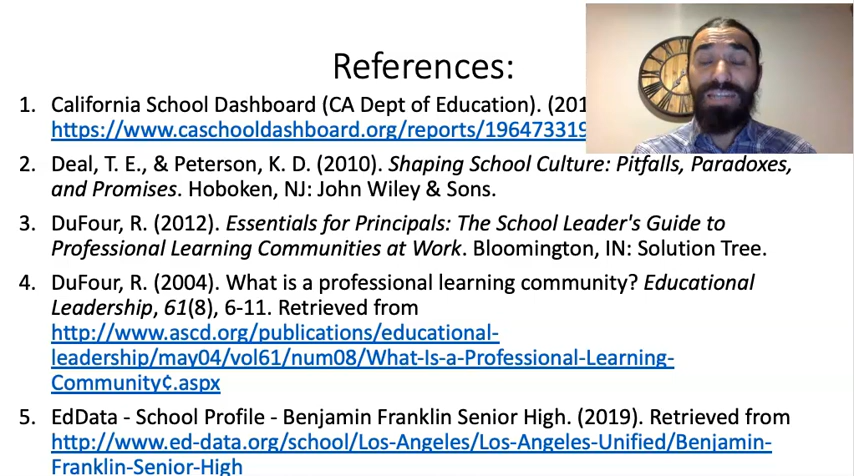 References:
1. California School Dashboard (CA Dept of Education). (201
https://www.caschooldashboard.org/reports/196473319
2. Deal, T. E., & Peterson, K. D. (2010). Shaping School Culture: Pitfalls, Paradoxes,
and Promises. Hoboken, NJ: John Wiley & Sons.
3. DuFour, R. (2012). Essentials for Principals: The School Leader's Guide to
Professional Learning Communities at Work. Bloomington, IN: Solution Tree.
4. DuFour, R. (2004). What is a professional learning community? Educational
Leadership, 61(8), 6-11. Retrieved from
http://www.ascd.org/publications/educational-
leadership/may04/vol61/num08/What-Is-a-Professional-Learning-
Community¢.aspx
5. EdData - School Profile - Benjamin Franklin Senior High. (2019). Retrieved from
http://www.ed-data.org/school/Los-Angeles/Los-Angeles-Unified/Benjamin-
Franklin-Senior-High